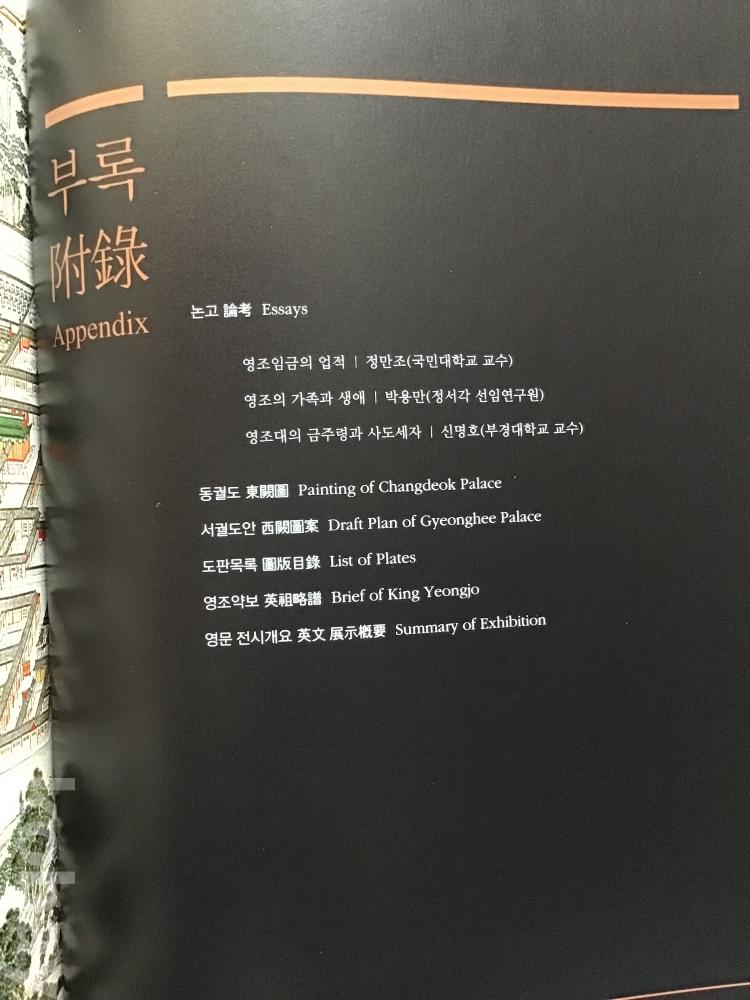 부록
附錄
Appendix
논고 論考 Essays
영조임금의 업적 | 정만조(국민대학교 교수)
영조의 가족과 생애 | 박용만(정서각 선임연구원)
영조대의 금주령과 사도세자 | 신명호(부경대학교 교수)
동궐도 東闕圖 Painting of Changdeok Palace
서궐도안 西闕圖案 Draft Plan of Gyeonghee Palace
도판목록 圖版目錄 List of Plates
영조약보 英祖略譜 Brief of King Yeongjo
영문 전시개요 英文 展示槪要 Summary of Exhibition